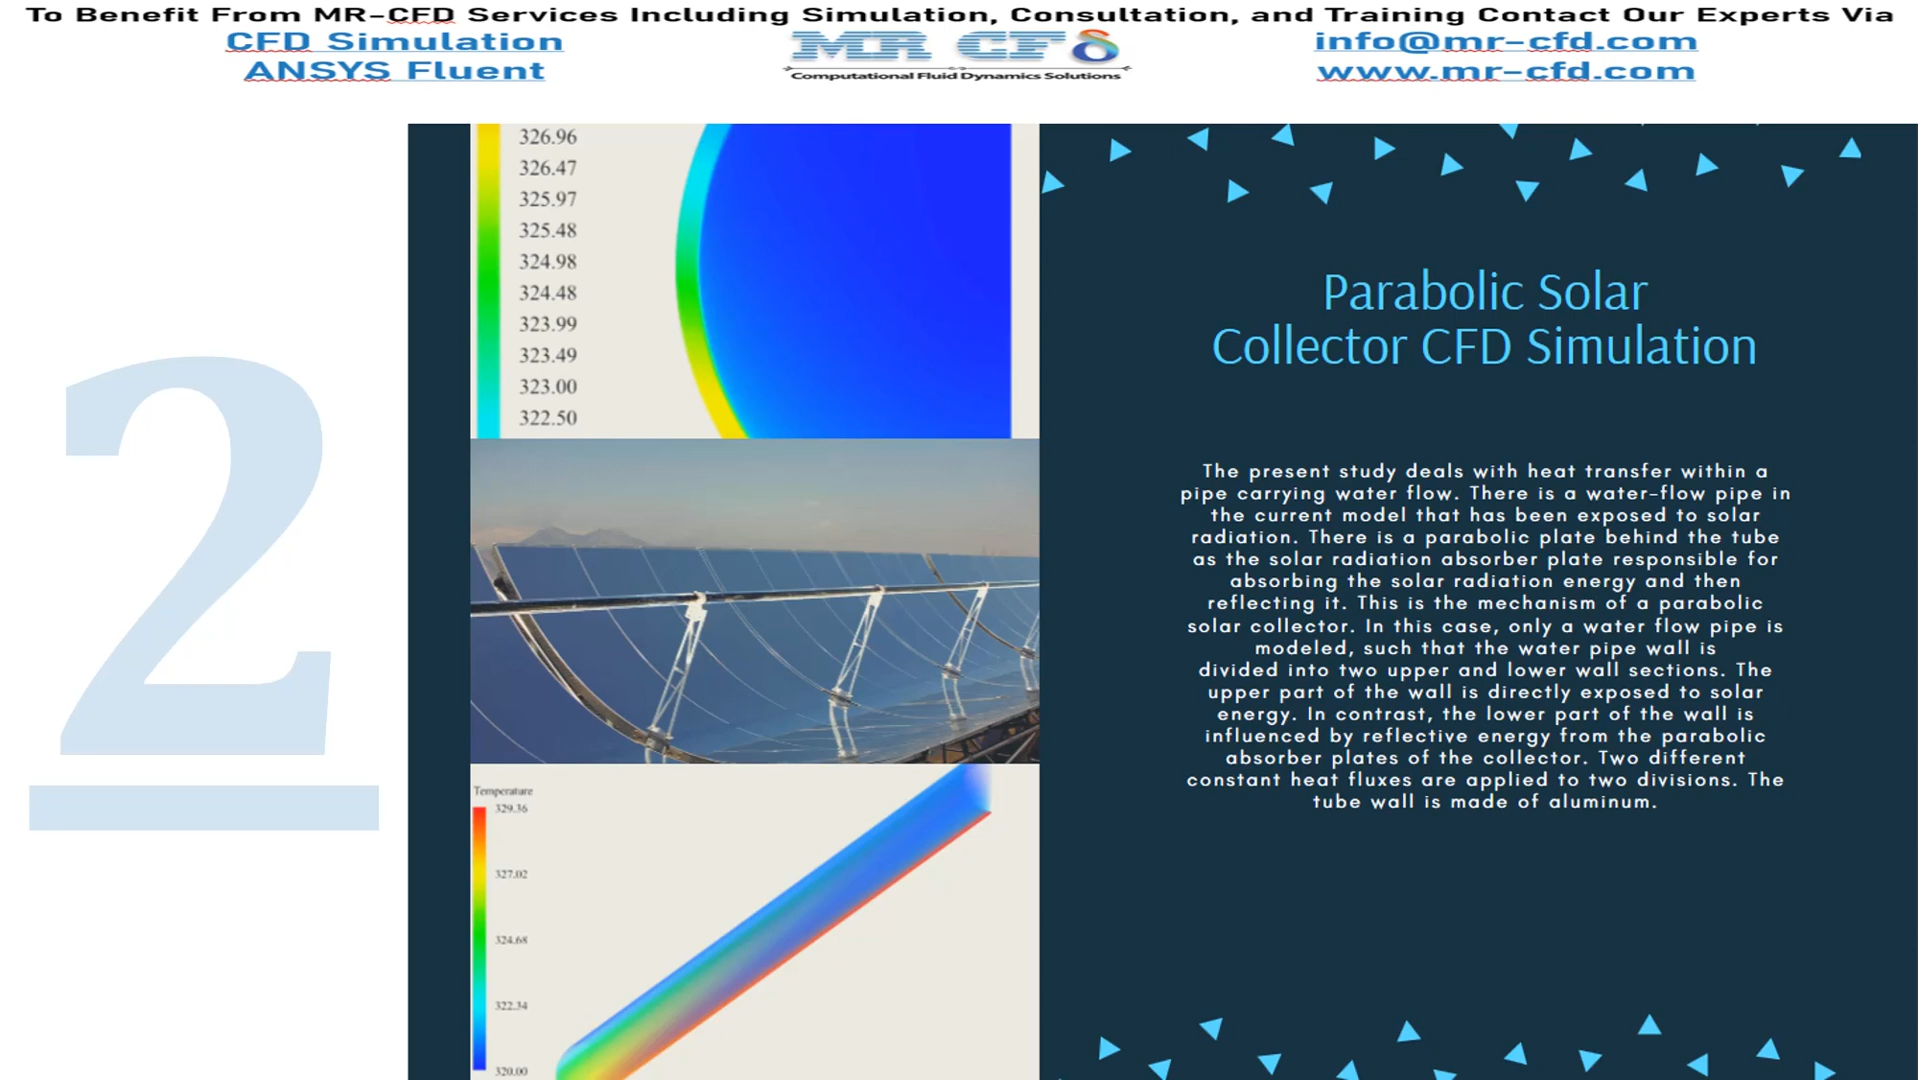 To Benefit From MR-CFD Services Including Simulation, Consultation, and Training Contact Our Experts Via
CFD Simulation
ANSYS Fluent
MR CFδ
Computational Fluid Dynamics Solutions
info@mr-cfd.com
www.mr-cfd.com
2
326.96
326.47
325.97
325.48
324.98
324.48
323.99
323.49
323.00
322.50
Temperature
329.36
327.02
324.68
322.34
320.00
Parabolic Solar
Collector CFD Simulation
The present study deals with heat transfer within a
pipe carrying water flow. There is a water-flow pipe in
the current model that has been exposed to solar
radiation. There is a parabolic plate behind the tube
as the solar radiation absorber plate responsible for
absorbing the solar radiation energy and then
reflecting it. This is the mechanism of a parabolic
solar collector. In this case, only a water flow pipe is
modeled, such that the water pipe wall is
divided into two upper and lower wall sections. The
upper part of the wall is directly exposed to solar
energy. In contrast, the lower part of the wall is
influenced by reflective energy from the parabolic
absorber plates of the collector. Two different
constant heat fluxes are applied to two divisions. The
tube wall is made of aluminum.